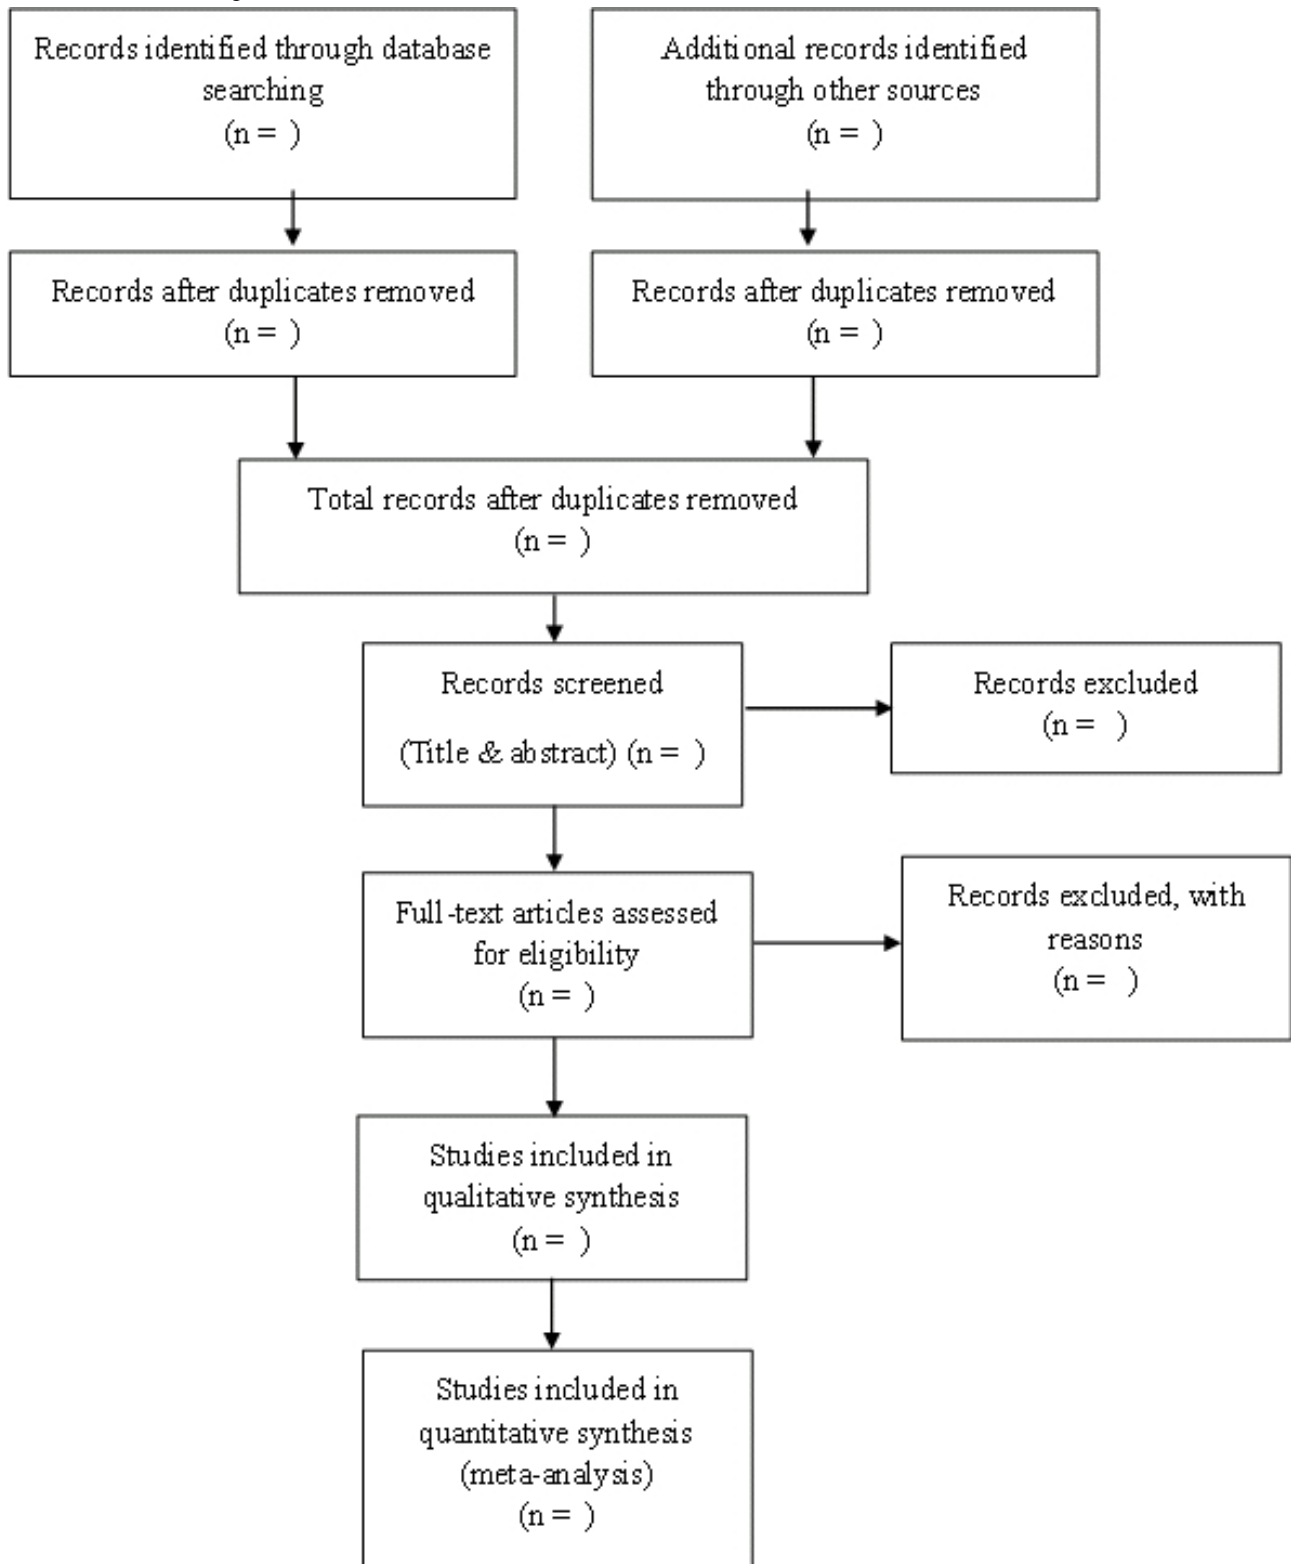 Records identified through database
searching
(n = )
Additional records identified
through other sources
(n = )
Records after duplicates removed
(n = )
Records after duplicates removed
(n = )
Total records after duplicates removed
(n = )
Records screened
(Title & abstract) (n = )
Records excluded
(n = )
Full-text articles assessed
for eligibility
(n = )
Records excluded, with
reasons
(n = )
Studies included in
qualitative synthesis
(n = )
Studies included in
quantitative synthesis
(meta-analysis)
(n = )